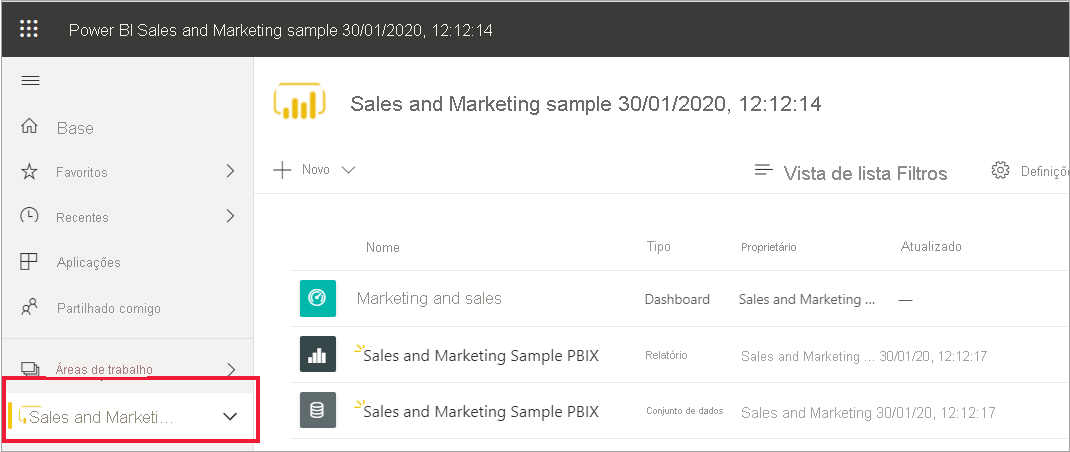 Power BI Sales and Marketing sample 30/01/2020, 12:12:14
Sales and Marketing sample 30/01/2020, 12:12:14
Base
Favoritos
Recentes
Aplicações
Partilhado comigo
Áreas de trabalho
Sales and Marketi...
Novo
Vista de lista Filtros
Definiçõe
Nome Tipo Proprietário Atualizado
Marketing and sales Dashboard Sales and Marketing ... —
Sales and Marketing Sample PBIX Relatório Sales and Marketing ... 30/01/20, 12:12:17
Sales and Marketing Sample PBIX Conjunto de dados Sales and Marketing 30/01/20, 12:12:17